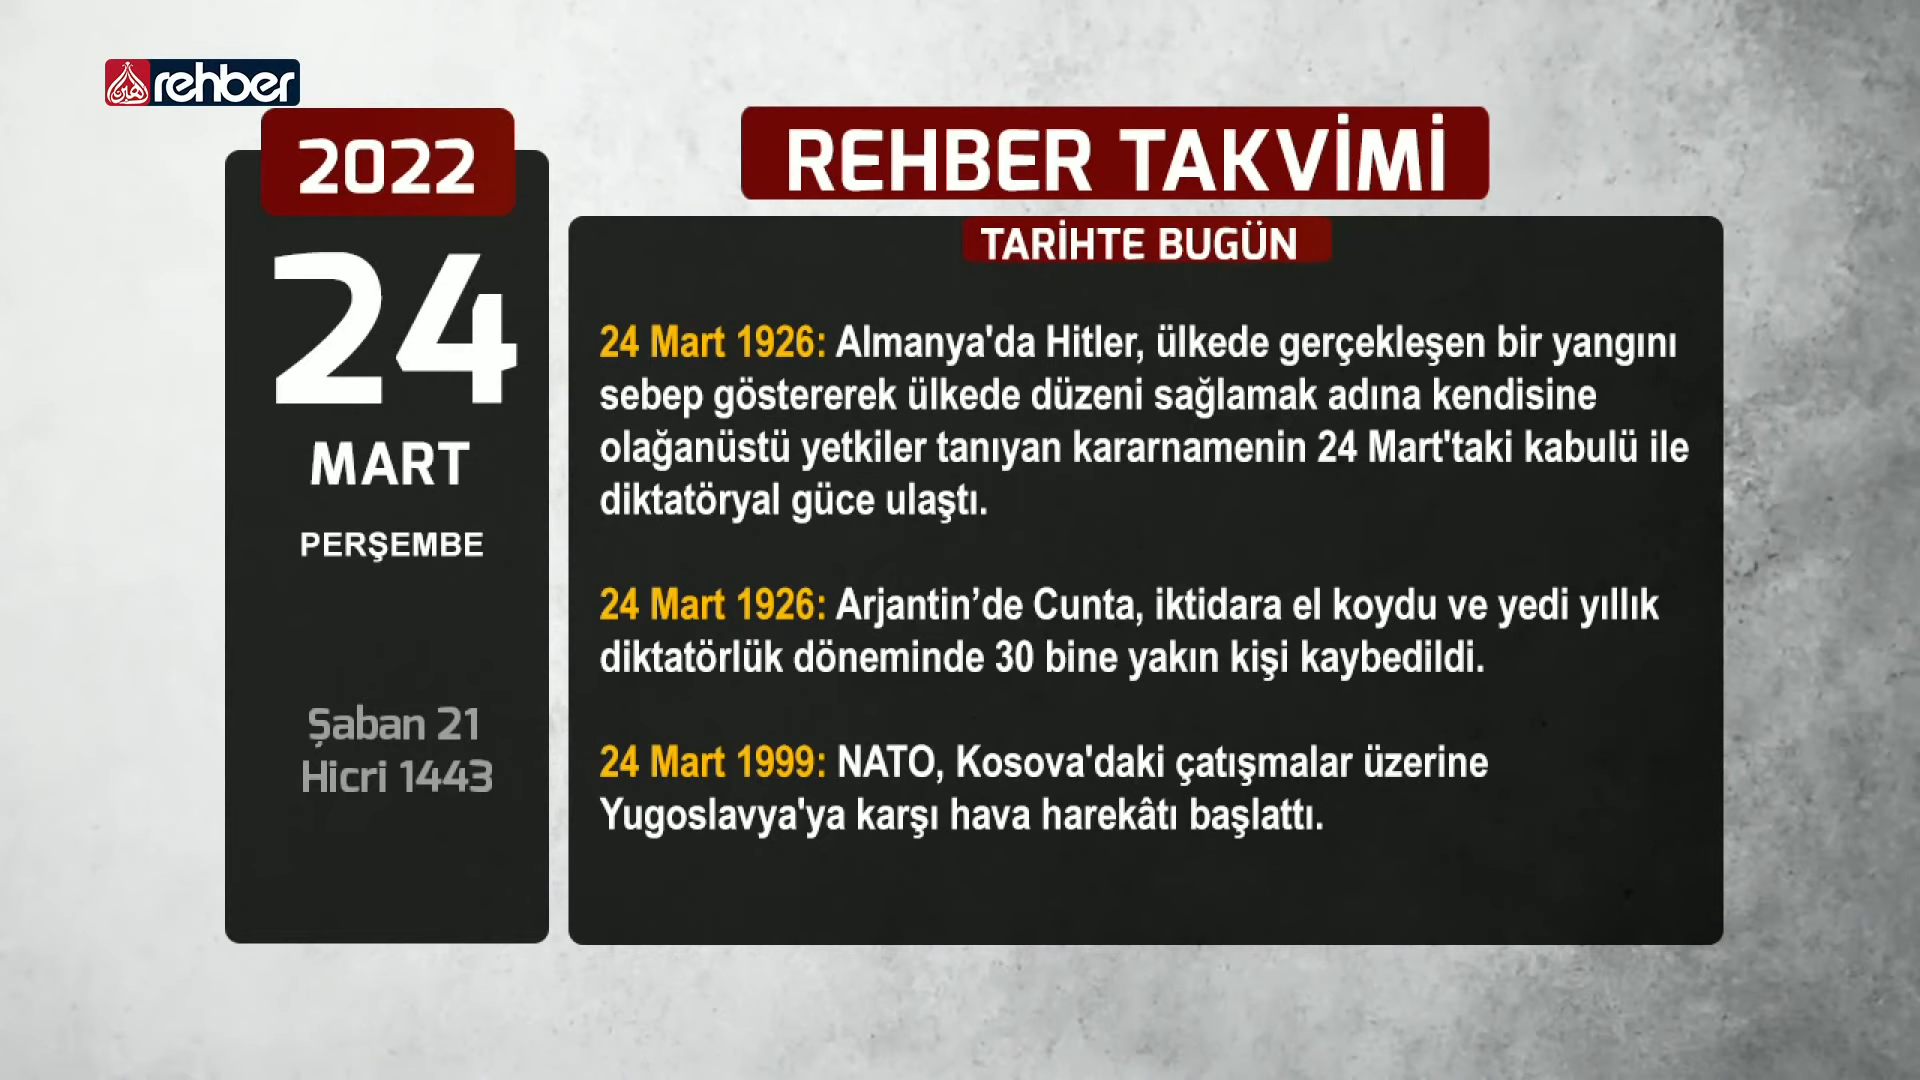 rehber
2022
24
MART
PERŞEMBE
Şaban 21
Hicri 1443
REHBER TAKVİMİ
TARİHTE BUGÜN
24 Mart 1926: Almanya'da Hitler, ülkede gerçekleşen bir yangını
sebep göstererek ülkede düzeni sağlamak adına kendisine
olağanüstü yetkiler tanıyan kararnamenin 24 Mart'taki kabulü ile
diktatöryal güce ulaştı.
24 Mart 1926: Arjantin’de Cunta, iktidara el koydu ve yedi yıllık
diktatörlük döneminde 30 bine yakın kişi kaybedildi.
24 Mart 1999: NATO, Kosova'daki çatışmalar üzerine
Yugoslavya'ya karşı hava harekâtı başlattı.